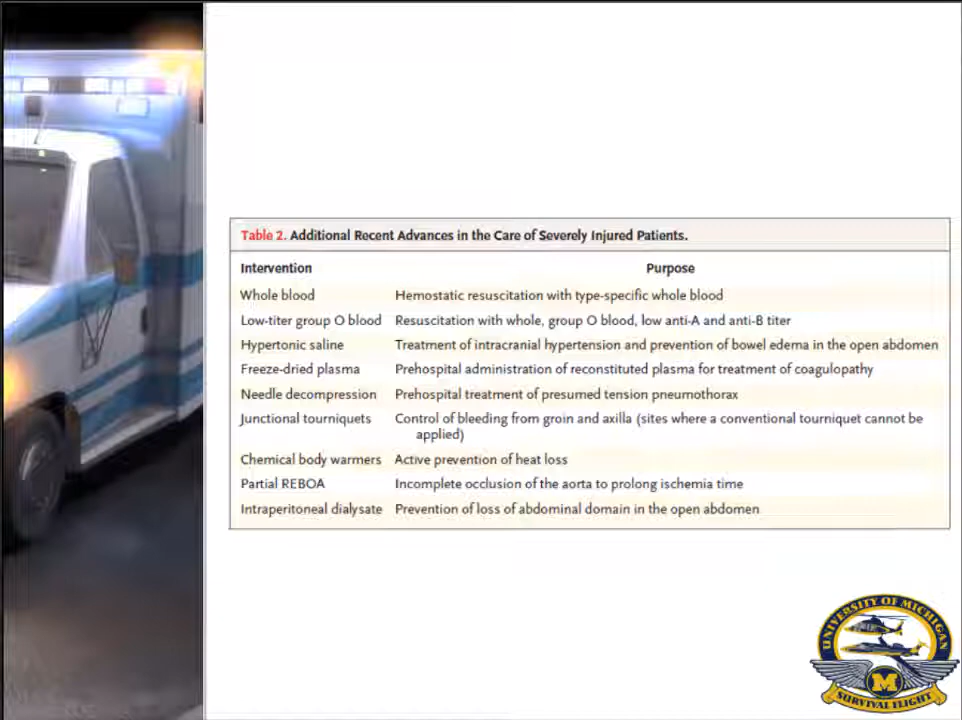 Table 2. Additional Recent Advances in the Care of Severely Injured Patients.
Intervention Purpose
Whole blood Hemostatic resuscitation with type-specific whole blood
Low-titer group O blood Resuscitation with whole, group O blood, low anti-A and anti-B titer
Hypertonic saline Treatment of intracranial hypertension and prevention of bowel edema in the open abdomen
Freeze-dried plasma Prehospital administration of reconstituted plasma for treatment of coagulopathy
Needle decompression Prehospital treatment of presumed tension pneumothorax
Junctional tourniquets Control of bleeding from groin and axilla (sites where a conventional tourniquet cannot be
applied)
Chemical body warmers Active prevention of heat loss
Partial REBOA Incomplete occlusion of the aorta to prolong ischemia time
Intraperitoneal dialysate Prevention of loss of abdominal domain in the open abdomen
UNIVERSITY OF MICHIGAN
M
SURVIVAL FLIGHT